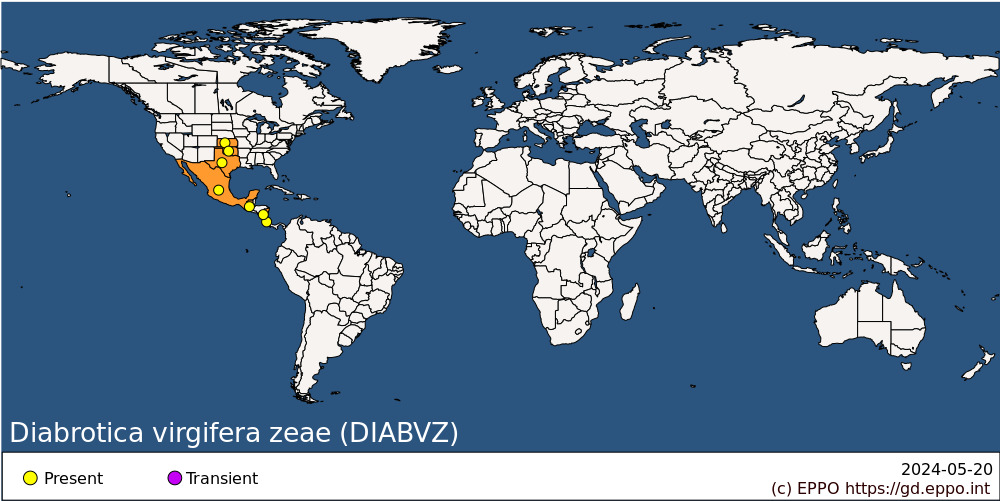 Diabrotica virgifera zeae (DIABVZ)
Present
Transient
2024-05-20
(c) EPPO https://gd.eppo.int